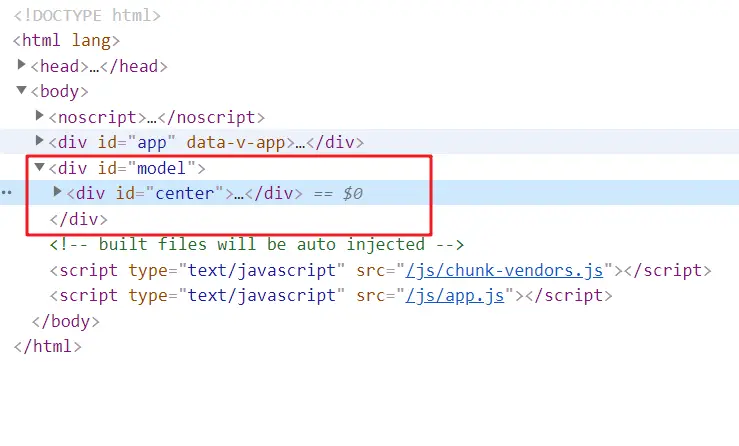 <!DOCTYPE html>
<html lang>
<head>…</head>
<body>
<noscript>…</noscript>
<div id="app" data-v-app>…</div>
<div id="model">
<div id="center">…</div> == $0
</div>
<!-- built files will be auto injected -->
<script type="text/javascript" src="/js/chunk-vendors.js"></script>
<script type="text/javascript" src="/js/app.js"></script>
</body>
</html>